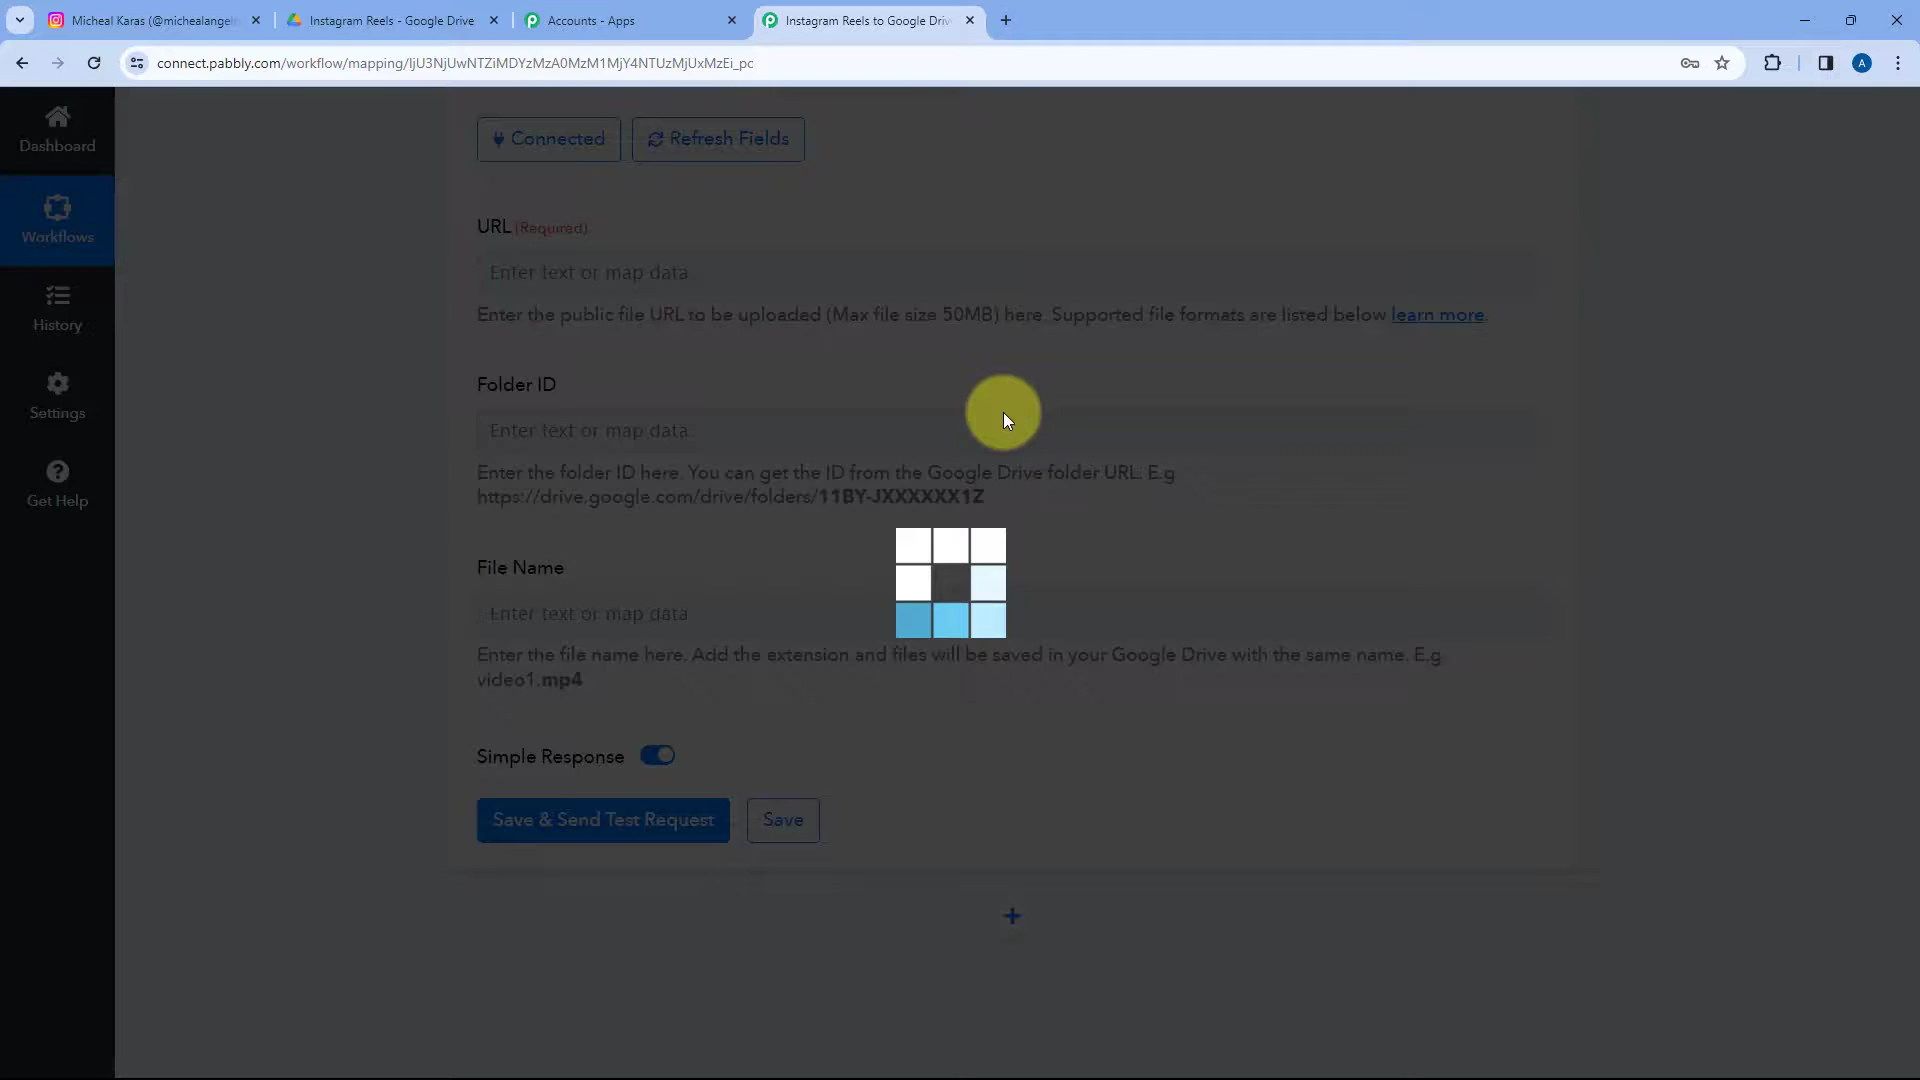 Micheal Karas (@michealangel
Instagram Reels - Google Drive
Accounts - Apps
Instagram Reels to Google Driv
connect.pabbly.com/workflow/mapping/IjU3NjUwNTZiMDYzMzA0MzM1MjY4NTUzMjUxMzEi_pc
A
Dashboard
Workflows
History
Settings
Get Help
Connected
Refresh Fields
URL (Required)
Enter text or map data
Enter the public file URL to be uploaded (Max file size 50MB) here. Supported file formats are listed below learn more.
Folder ID
Enter text or map data
Enter the folder ID here. You can get the ID from the Google Drive folder URL. E.g
https://drive.google.com/drive/folders/11BY-JXXXXXX1Z
File Name
Enter text or map data
Enter the file name here. Add the extension and files will be saved in your Google Drive with the same name. E.g.
video1.mp4
Simple Response
Save & Send Test Request
Save